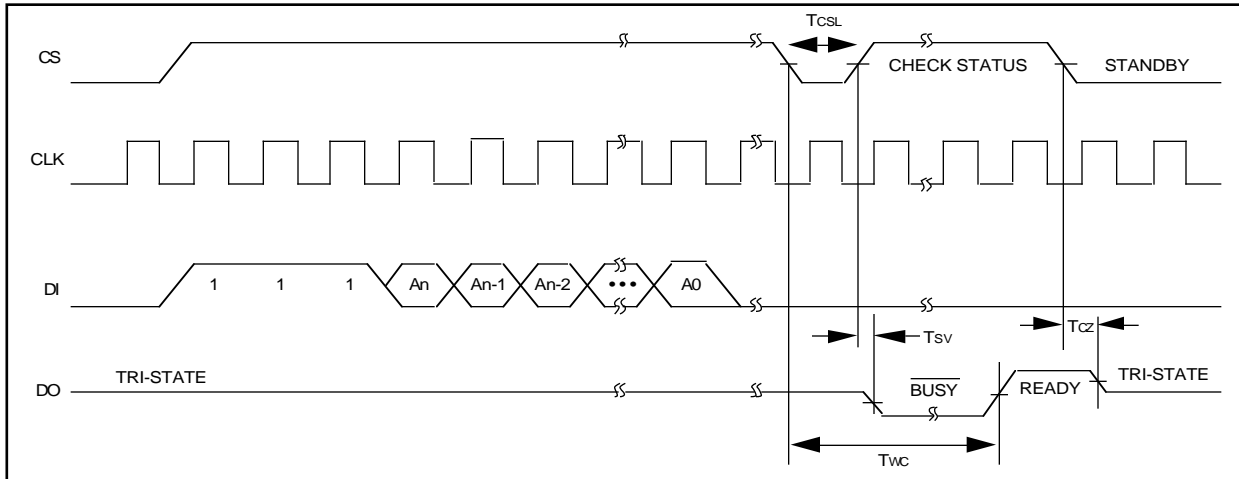 TCSL
CS
CHECK STATUS
STANDBY
CLK
DI
1 1 1 An An-1 An-2 ••• A0
TSV
TCZ
DO
TRI-STATE
BUSY
READY
TRI-STATE
TWC